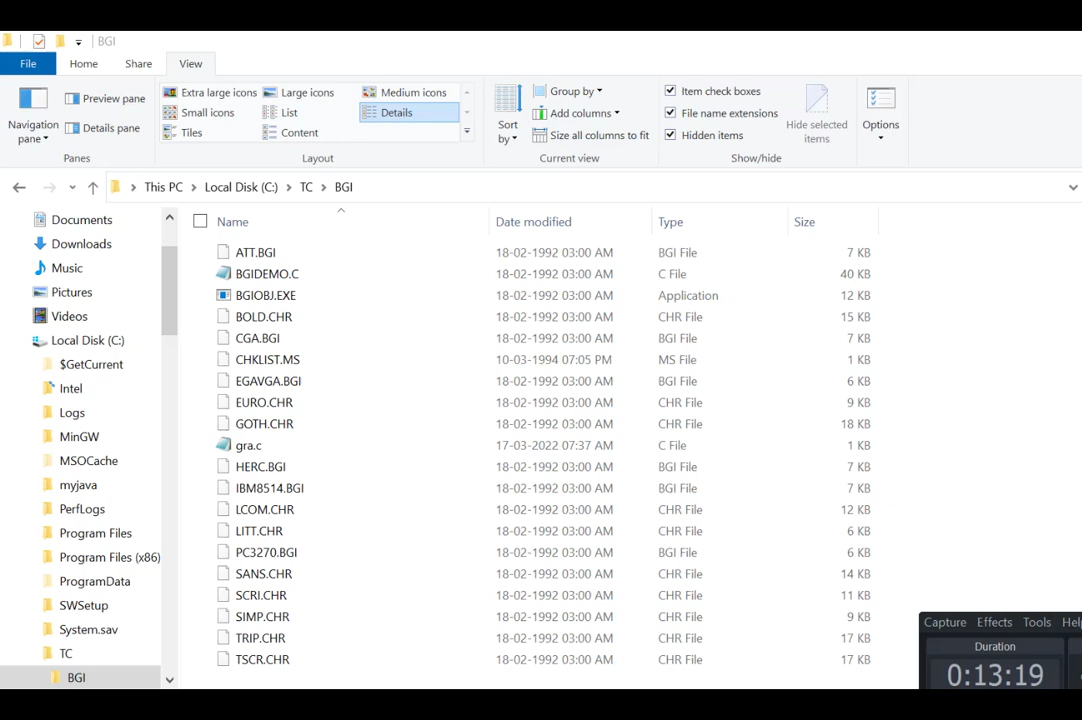 BGI
File Home Share View
Navigation pane
Preview pane
Details pane
Panes
Extra large icons Large icons Medium icons
Small icons List Details
Tiles Content
Layout
Sort by
Group by
Add columns
Size all columns to fit
Current view
Item check boxes
File name extensions
Hidden items
Hide selected items
Show/hide
Options
This PC Local Disk (C:) TC BGI
Documents
Downloads
Music
Pictures
Videos
Local Disk (C:)
$GetCurrent
Intel
Logs
MinGW
MSOCache
myjava
PerfLogs
Program Files
Program Files (x86)
ProgramData
SWSetup
System.sav
TC
BGI
Name Date modified Type Size
ATT.BGI 18-02-1992 03:00 AM BGI File 7 KB
BGIDEMO.C 18-02-1992 03:00 AM C File 40 KB
BGIOBJ.EXE 18-02-1992 03:00 AM Application 12 KB
BOLD.CHR 18-02-1992 03:00 AM CHR File 15 KB
CGA.BGI 18-02-1992 03:00 AM BGI File 7 KB
CHKLIST.MS 10-03-1994 07:05 PM MS File 1 KB
EGAVGA.BGI 18-02-1992 03:00 AM BGI File 6 KB
EURO.CHR 18-02-1992 03:00 AM CHR File 9 KB
GOTH.CHR 18-02-1992 03:00 AM CHR File 18 KB
gra.c 17-03-2022 07:37 AM C File 1 KB
HERC.BGI 18-02-1992 03:00 AM BGI File 7 KB
IBM8514.BGI 18-02-1992 03:00 AM BGI File 7 KB
LCOM.CHR 18-02-1992 03:00 AM CHR File 12 KB
LITT.CHR 18-02-1992 03:00 AM CHR File 6 KB
PC3270.BGI 18-02-1992 03:00 AM BGI File 6 KB
SANS.CHR 18-02-1992 03:00 AM CHR File 14 KB
SCRI.CHR 18-02-1992 03:00 AM CHR File 11 KB
SIMP.CHR 18-02-1992 03:00 AM CHR File 9 KB
TRIP.CHR 18-02-1992 03:00 AM CHR File 17 KB
TSCR.CHR 18-02-1992 03:00 AM CHR File 17 KB
Capture Effects Tools Help
Duration
0:13:19